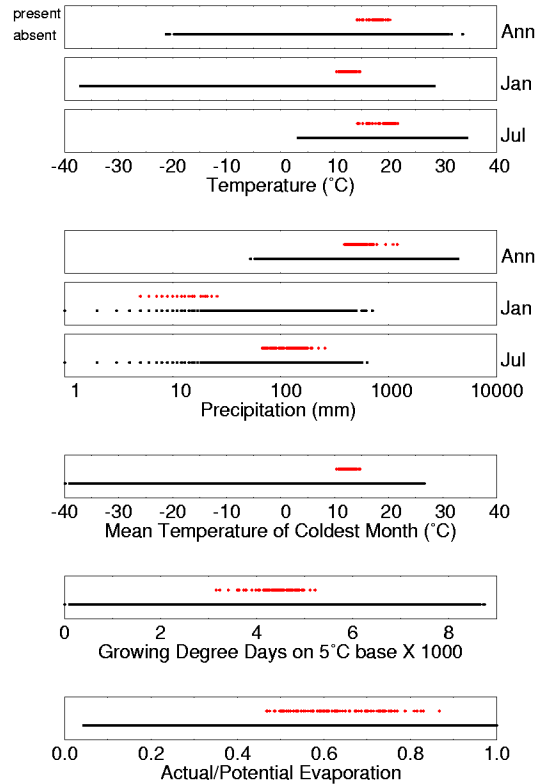 present
absent
Ann
Jan
Jul
-40 -30 -20 -10 0 10 20 30 40
Temperature (˚C)
Ann
Jan
Jul
1 10 100 1000 10000
Precipitation (mm)
-40 -30 -20 -10 0 10 20 30 40
Mean Temperature of Coldest Month (˚C)
0 2 4 6 8
Growing Degree Days on 5˚C base X 1000
0.0 0.2 0.4 0.6 0.8 1.0
Actual/Potential Evaporation